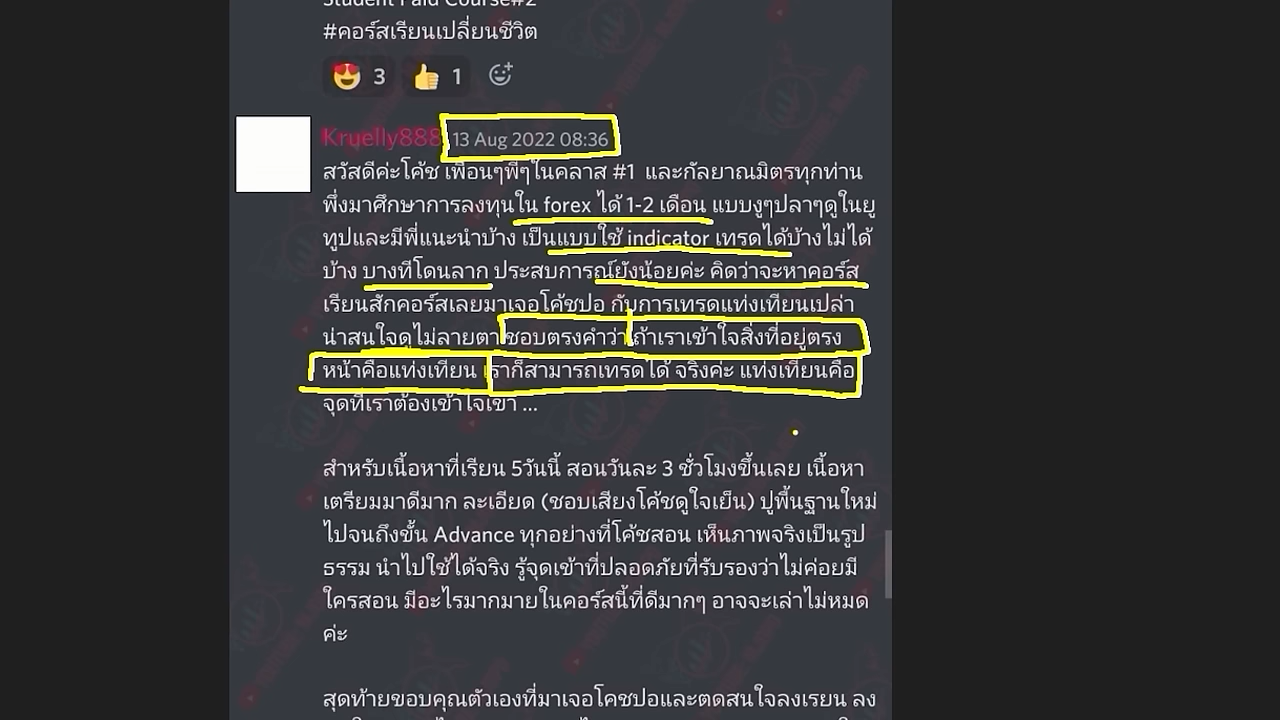 Student Paid Course#2
#คอร์สเรียนเปลี่ยนชีวิต
3 1
Kruelly888 13 Aug 2022 08:36
สวัสดีค่ะโค้ช เพื่อนๆพี่ๆในคลาส #1 และกัลยาณมิตรทุกท่าน
พึ่งมาศึกษาการลงทุนใน forex ได้ 1-2 เดือน แบบงูๆปลาๆดูในยู
ทูปและมีพี่แนะนำบ้าง เป็นแบบใช้ indicator เทรดได้บ้างไม่ได้
บ้าง บางทีโดนลาก ประสบการณ์ยังน้อยค่ะ คิดว่าจะหาคอร์ส
เรียนสักคอร์สเลยมาเจอโค้ชปอ กับการเทรดแท่งเทียนเปล่า
น่าสนใจดูไม่ลายตา ชอบตรงคำว่า ถ้าเราเข้าใจสิ่งที่อยู่ตรง
หน้าคือแท่งเทียน เราก็สามารถเทรดได้ จริงค่ะ แท่งเทียนคือ
จุดที่เราต้องเข้าใจเขา ...
สำหรับเนื้อหาที่เรียน 5วันนี้ สอนวันละ 3 ชั่วโมงขึ้นเลย เนื้อหา
เตรียมมาดีมาก ละเอียด (ชอบเสียงโค้ชดูใจเย็น) ปูพื้นฐานใหม่
ไปจนถึงขั้น Advance ทุกอย่างที่โค้ชสอน เห็นภาพจริงเป็นรูป
ธรรม นำไปใช้ได้จริง รู้จุดเข้าที่ปลอดภัยที่รับรองว่าไม่ค่อยมี
ใครสอน มีอะไรมากมายในคอร์สนี้ที่ดีมากๆ อาจจะเล่าไม่หมด
ค่ะ
สุดท้ายขอบคุณตัวเองที่มาเจอโคชปอและตดสนใจลงเรยน ลง